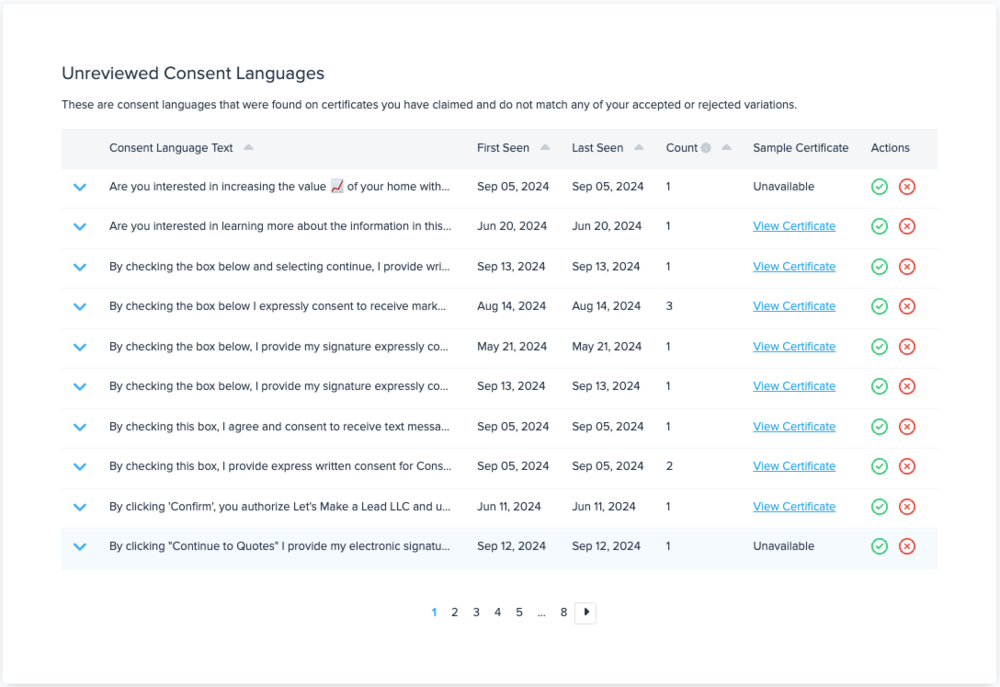 Unreviewed Consent Languages
These are consent languages that were found on certificates you have claimed and do not match any of your accepted or rejected variations.
Consent Language Text First Seen Last Seen Count Sample Certificate Actions
Are you interested in increasing the value 📈 of your home with... Sep 05, 2024 Sep 05, 2024 1 Unavailable
Are you interested in learning more about the information in this... Jun 20, 2024 Jun 20, 2024 1 View Certificate
By checking the box below and selecting continue, I provide wri... Sep 13, 2024 Sep 13, 2024 1 View Certificate
By checking the box below I expressly consent to receive mark... Aug 14, 2024 Aug 14, 2024 3 View Certificate
By checking the box below, I provide my signature expressly co... May 21, 2024 May 21, 2024 1 View Certificate
By checking the box below, I provide my signature expressly co... Sep 13, 2024 Sep 13, 2024 1 View Certificate
By checking this box, I agree and consent to receive text messa... Sep 05, 2024 Sep 05, 2024 1 View Certificate
By checking this box, I provide express written consent for Cons... Sep 05, 2024 Sep 05, 2024 2 View Certificate
By clicking 'Confirm', you authorize Let's Make a Lead LLC and u... Jun 11, 2024 Jun 11, 2024 1 View Certificate
By clicking "Continue to Quotes" I provide my electronic signatu... Sep 12, 2024 Sep 12, 2024 1 Unavailable
1 2 3 4 5 ... 8